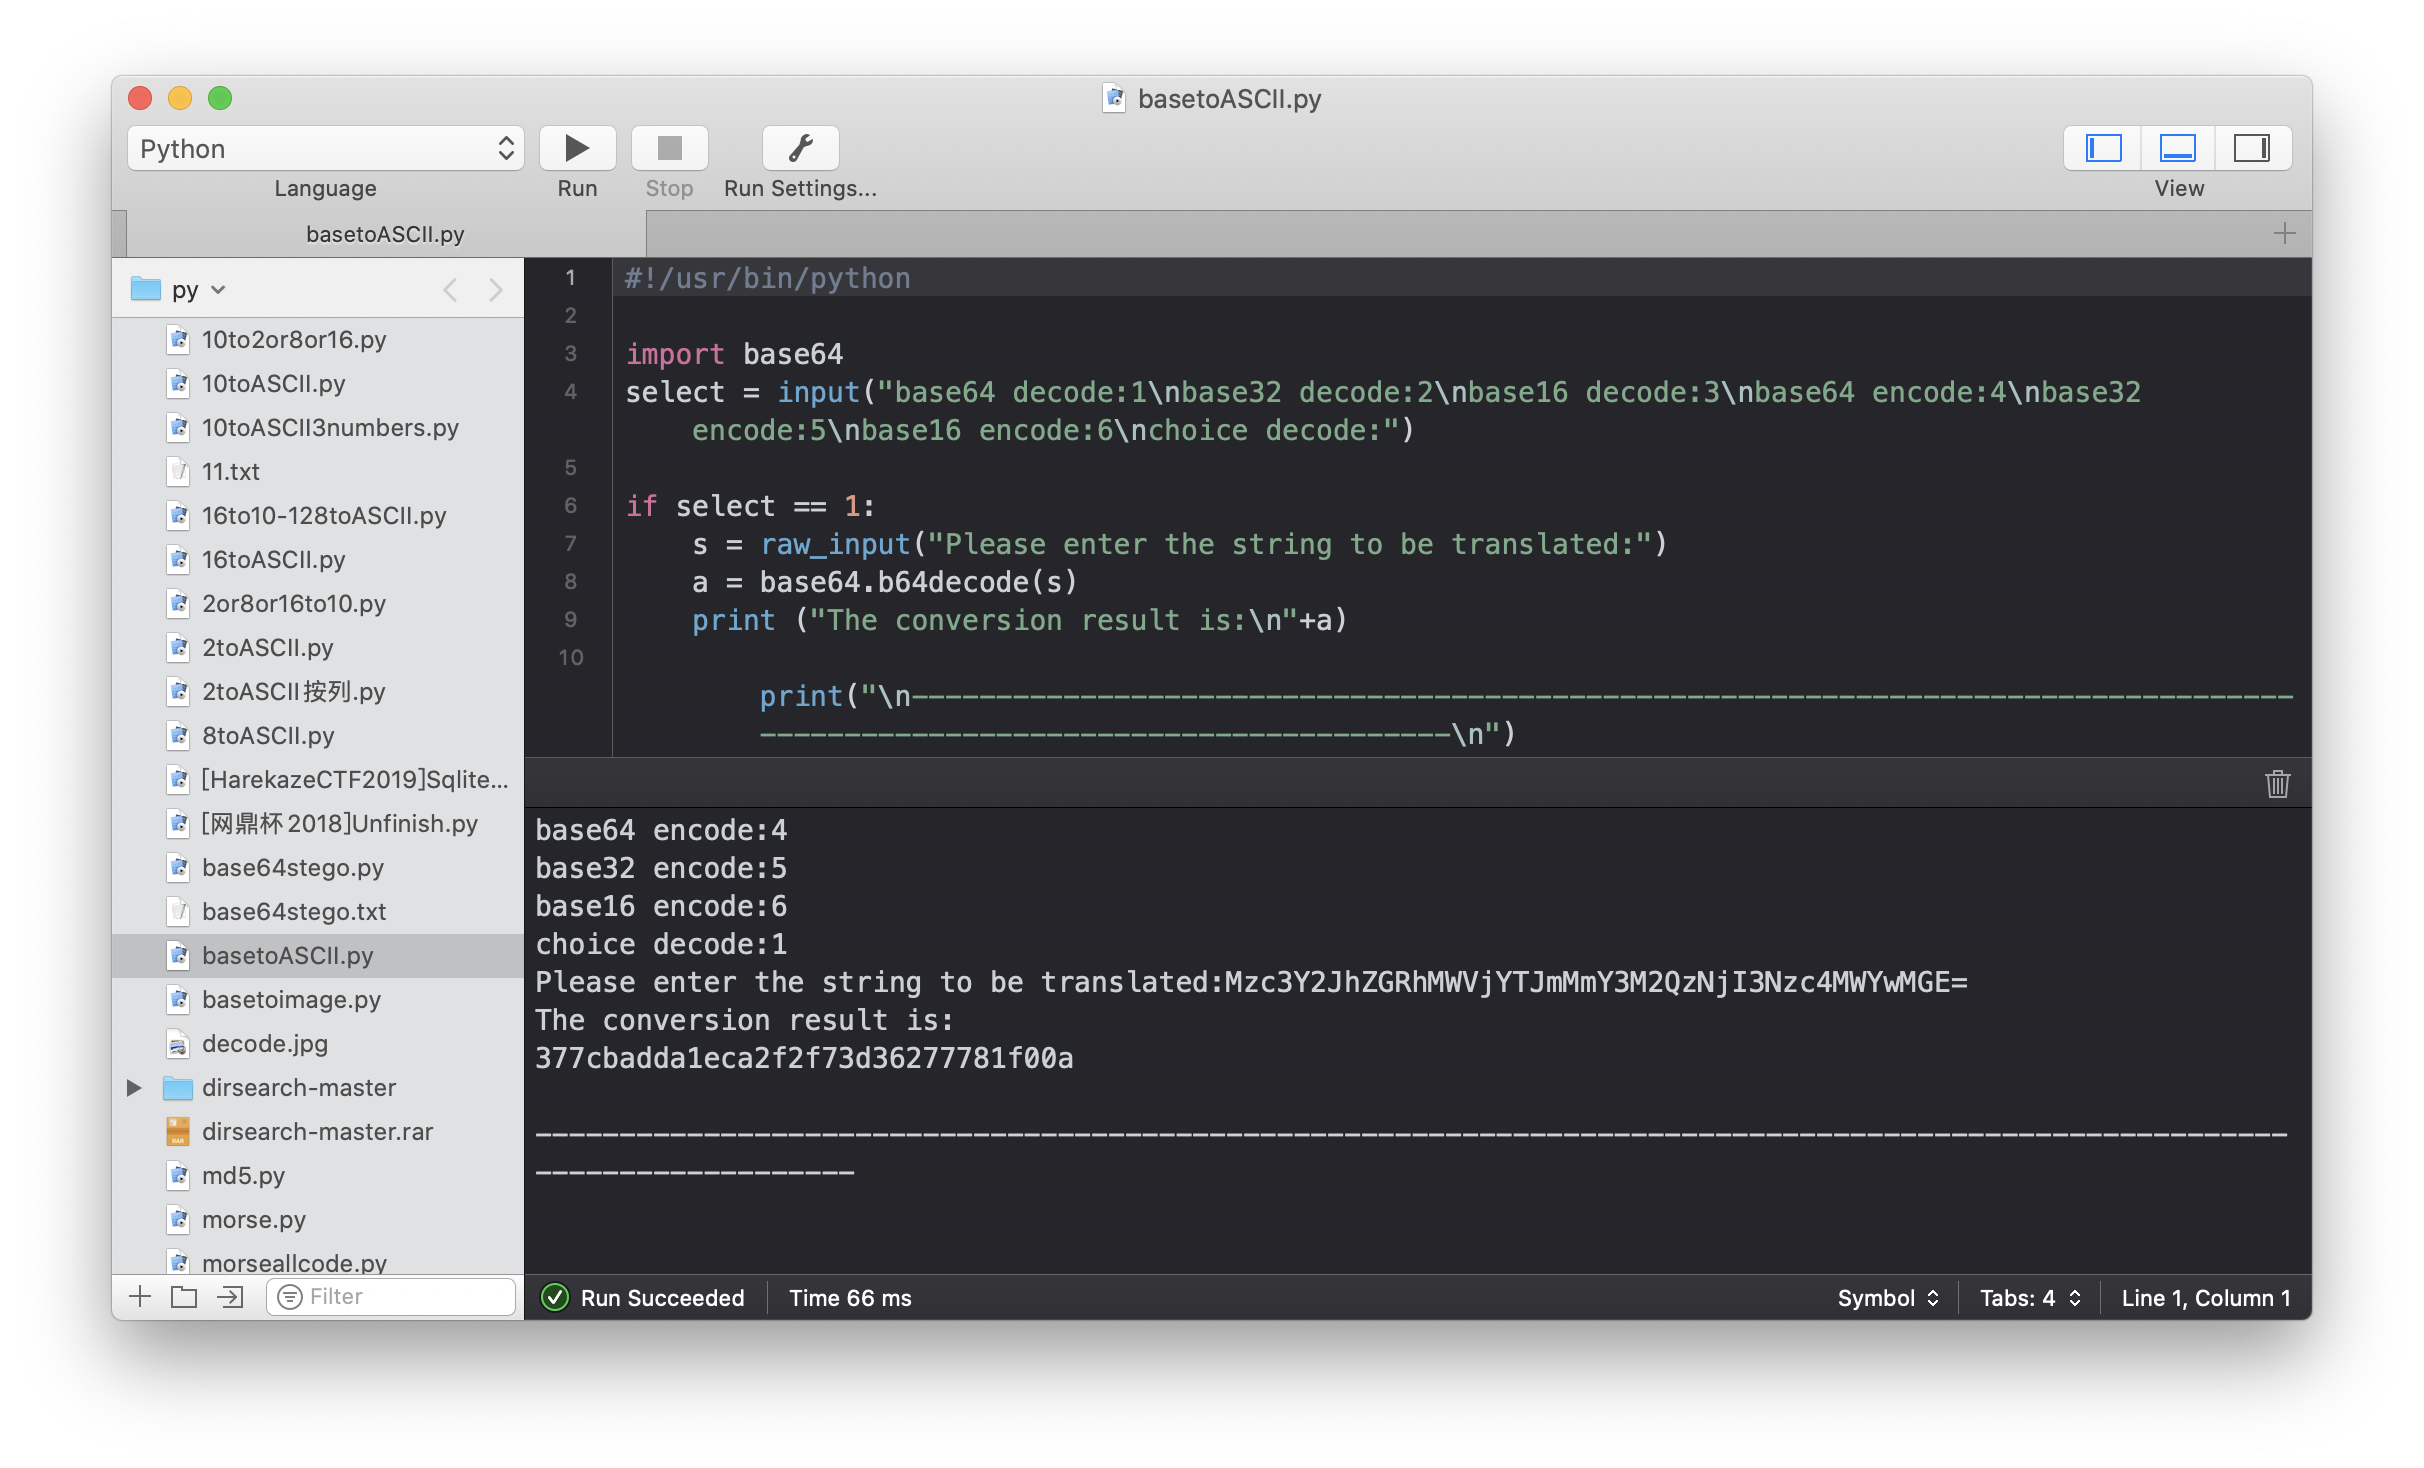 basetoASCII.py
Python
Language
Run
Stop
Run Settings...
View
basetoASCII.py
py
10to2or8or16.py
10toASCII.py
10toASCII3numbers.py
11.txt
16to10-128toASCII.py
16toASCII.py
2or8or16to10.py
2toASCII.py
2toASCII按列.py
8toASCII.py
[HarekazeCTF2019]Sqlite...
[网鼎杯2018]Unfinish.py
base64stego.py
base64stego.txt
basetoASCII.py
basetoimage.py
decode.jpg
dirsearch-master
dirsearch-master.rar
md5.py
morse.py
morseallcode.py
Filter
1 #!/usr/bin/python
2
3 import base64
4 select = input("base64 decode:1\nbase32 decode:2\nbase16 decode:3\nbase64 encode:4\nbase32
encode:5\nbase16 encode:6\nchoice decode:")
5
6 if select == 1:
7 s = raw_input("Please enter the string to be translated:")
8 a = base64.b64decode(s)
9 print ("The conversion result is:\n"+a)
10
print("\n----------------------------------------------------------------------------------
-----------------------------------------\n")
base64 encode:4
base32 encode:5
base16 encode:6
choice decode:1
Please enter the string to be translated:Mzc3Y2JhZGRhMWVjYTJmMmY3M2QzNjI3Nzc4MWYwMGE=
The conversion result is:
377cbadda1eca2f2f73d36277781f00a
--------------------------------------------------------------------------------------------------------
-------------------
Run Succeeded
Time 66 ms
Symbol
Tabs: 4
Line 1, Column 1